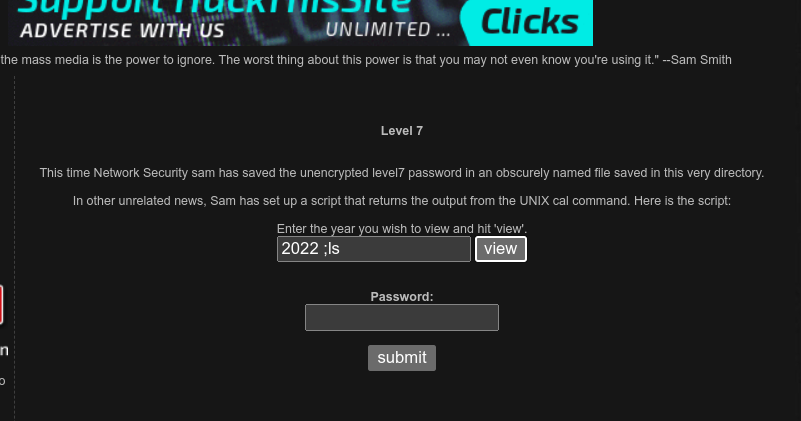 Support HackThisSite
ADVERTISE WITH US UNLIMITED ... Clicks
the mass media is the power to ignore. The worst thing about this power is that you may not even know you're using it." --Sam Smith
Level 7
This time Network Security sam has saved the unencrypted level7 password in an obscurely named file saved in this very directory.
In other unrelated news, Sam has set up a script that returns the output from the UNIX cal command. Here is the script:
Enter the year you wish to view and hit 'view'.
2022 ;ls view
Password:
submit